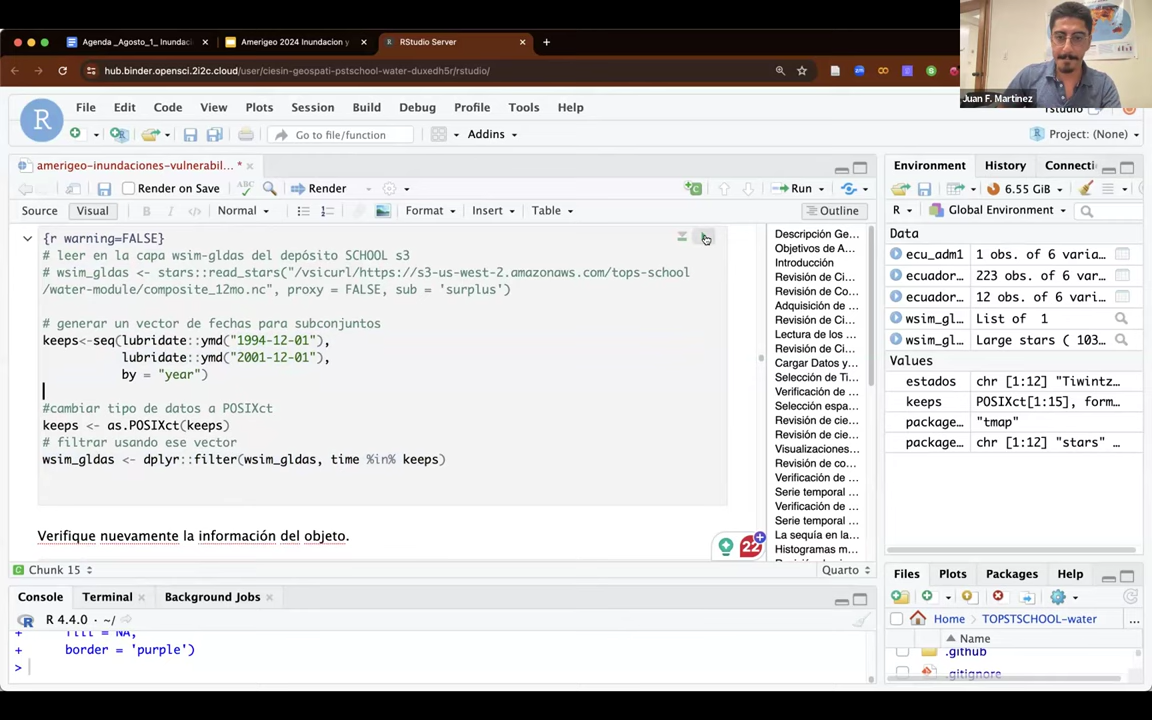 Agenda _Agosto_1_ Inundaci
Amerigeo 2024 Inundacion y
RStudio Server
hub.binder.opensci.2i2c.cloud/user/ciesin-geospati-pstschool-water-duxedh5r/rstudio/
Juan F. Martinez
R
File Edit Code View Plots Session Build Debug Profile Tools Help
rstudio
Go to file/function
Addins
Project: (None)
amerigeo-inundaciones-vulnerabil... *
Render on Save
ABC
Render
Run
Source Visual
B I </> Normal
Format Insert Table
Outline
{r warning=FALSE}
# leer en la capa wsim-gldas del depósito SCHOOL s3
# wsim_gldas <- stars::read_stars("/vsicurl/https://s3-us-west-2.amazonaws.com/tops-school
/water-module/composite_12mo.nc", proxy = FALSE, sub = 'surplus')
# generar un vector de fechas para subconjuntos
keeps<-seq(lubridate::ymd("1994-12-01"),
lubridate::ymd("2001-12-01"),
by = "year")
#cambiar tipo de datos a POSIXct
keeps <- as.POSIXct(keeps)
# filtrar usando ese vector
wsim_gldas <- dplyr::filter(wsim_gldas, time %in% keeps)
Verifique nuevamente la información del objeto.
22
Chunk 15
Quarto
Descripción Ge...
Objetivos de A...
Introducción
Revisión de Ci...
Revisión de Co...
Adquisición de ...
Revisión de Ci...
Lectura de los ...
Revisión de Ci...
Cargar Datos y...
Selección de Ti...
Verificación de ...
Selección espa...
Revisión de cie...
Revisión de cie...
Visualizaciones...
Revisión de co...
Verificación de ...
Serie temporal ...
Verificación de ...
Serie temporal ...
La sequía en la...
Histogramas m...
Console Terminal Background Jobs
R 4.4.0 · ~/
+ fill = NA,
+ border = 'purple')
>
Environment History Connecti
6.55 GiB
R Global Environment
Data
ecu_adm1 1 obs. of 6 varia...
ecuador... 223 obs. of 6 vari...
ecuador... 12 obs. of 6 vari...
wsim_gl... List of 1
wsim_gl... Large stars ( 103...
Values
estados chr [1:12] "Tiwintz...
keeps POSIXct[1:15], form...
package... "tmap"
package... chr [1:12] "stars" ...
Files Plots Packages Help
Home TOPSTSCHOOL-water
...
Name
.github
.gitignore